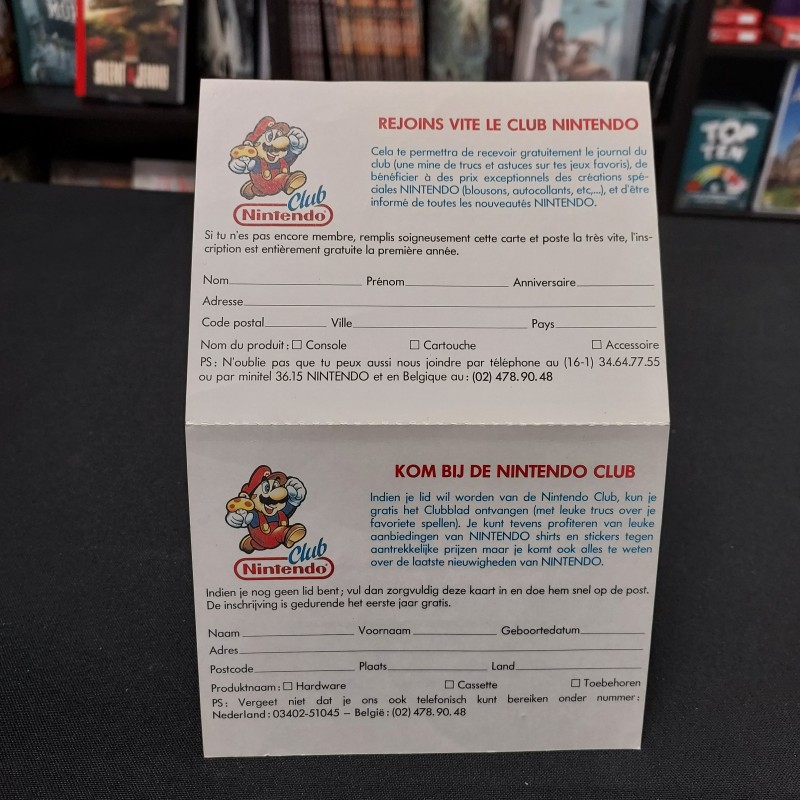 TOP
TEN
REJOINS VITE LE CLUB NINTENDO
Cela te permettra de recevoir gratuitement le journal du
club (une mine de trucs et astuces sur tes jeux favoris), de
bénéficier à des prix exceptionnels des créations spé-
ciales NINTENDO (blousons, autocollants, etc,...), et d'être
informé de toutes les nouveautés NINTENDO.
Club
Nintendo
Si tu n'es pas encore membre, remplis soigneusement cette carte et poste la très vite, l'ins-
cription est entièrement gratuite la première année.
Nom Prénom Anniversaire
Adresse
Code postal Ville Pays
Nom du produit : ☐ Console ☐ Cartouche ☐ Accessoire
PS : N'oublie pas que tu peux aussi nous joindre par téléphone au (16-1) 34.64.77.55
ou par minitel 36.15 NINTENDO et en Belgique au : (02) 478.90.48
KOM BIJ DE NINTENDO CLUB
Indien je lid wil worden van de Nintendo Club, kun je
gratis het Clubblad ontvangen (met leuke trucs over je
favoriete spellen). Je kunt tevens profiteren van leuke
aanbiedingen van NINTENDO shirts en stickers tegen
aantrekkelijke prijzen maar je komt ook alles te weten
over de laatste nieuwigheden van NINTENDO.
Club
Nintendo
Indien je nog geen lid bent ; vul dan zorgvuldig deze kaart in en doe hem snel op de post.
De inschrijving is gedurende het eerste jaar gratis.
Naam Voornaam Geboortedatum
Adres
Postcode Plaats Land
Produktnaam : ☐ Hardware ☐ Cassette ☐ Toebehoren
PS : Vergeet niet dat je ons ook telefonisch kunt bereiken onder nummer :
Nederland : 03402-51045 – België : (02) 478.90.48